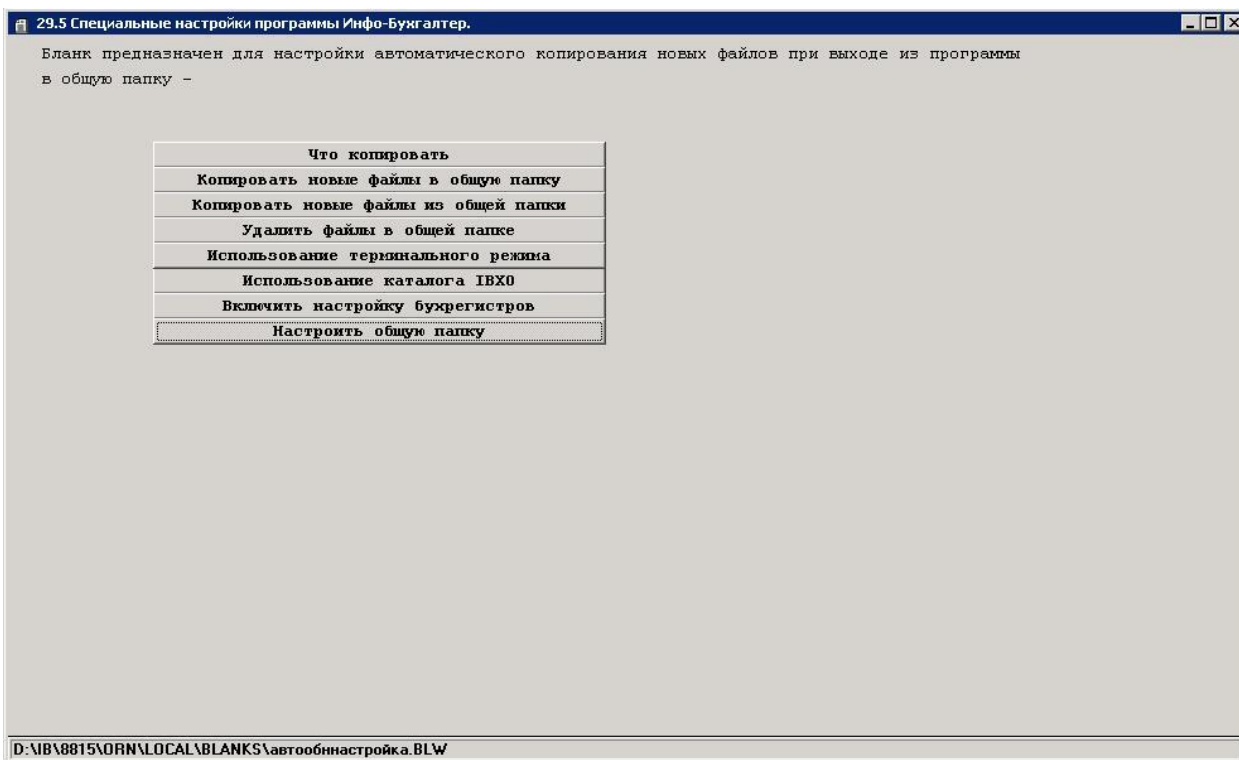 29.5 Специальные настройки программы Инфо-Бухгалтер.
Бланк предназначен для настройки автоматического копирования новых файлов при выходе из программы
в общую папку -
Что копировать
Копировать новые файлы в общую папку
Копировать новые файлы из общей папки
Удалить файлы в общей папке
Использование терминального режима
Использование каталога IBX0
Включить настройку бухрегистров
Настроить общую папку
D:\IB\8815\ORN\LOCAL\BLANKS\автообннастройка.BLW